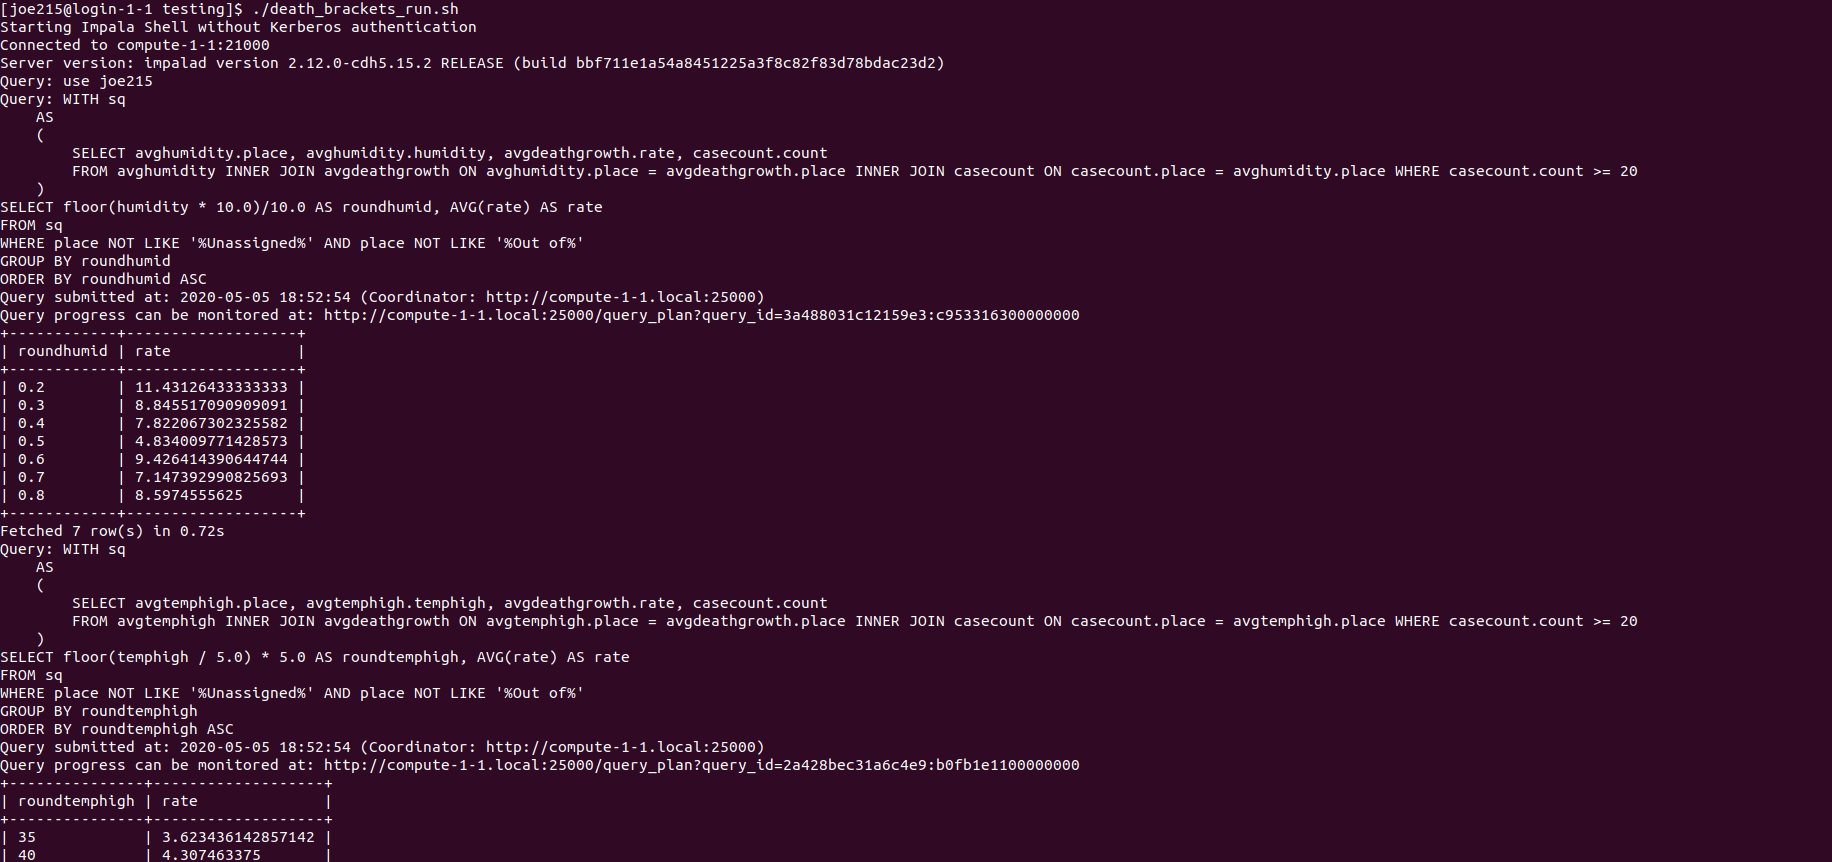 [joe215@login-1-1 testing]$ ./death_brackets_run.sh
Starting Impala Shell without Kerberos authentication
Connected to compute-1-1:21000
Server version: impalad version 2.12.0-cdh5.15.2 RELEASE (build bbf711e1a54a8451225a3f8c82f83d78bdac23d2)
Query: use joe215
Query: WITH sq
    AS
    (
        SELECT avghumidity.place, avghumidity.humidity, avgdeathgrowth.rate, casecount.count
        FROM avghumidity INNER JOIN avgdeathgrowth ON avghumidity.place = avgdeathgrowth.place INNER JOIN casecount ON casecount.place = avghumidity.place WHERE casecount.count >= 20
    )
SELECT floor(humidity * 10.0)/10.0 AS roundhumid, AVG(rate) AS rate
FROM sq
WHERE place NOT LIKE '%Unassigned%' AND place NOT LIKE '%Out of%'
GROUP BY roundhumid
ORDER BY roundhumid ASC
Query submitted at: 2020-05-05 18:52:54 (Coordinator: http://compute-1-1.local:25000)
Query progress can be monitored at: http://compute-1-1.local:25000/query_plan?query_id=3a488031c12159e3:c953316300000000
+------------+-------------------+
| roundhumid | rate              |
+------------+-------------------+
| 0.2        | 11.43126433333333 |
| 0.3        | 8.845517090909091 |
| 0.4        | 7.822067302325582 |
| 0.5        | 4.834009771428573 |
| 0.6        | 9.426414390644744 |
| 0.7        | 7.147392990825693 |
| 0.8        | 8.5974555625      |
+------------+-------------------+
Fetched 7 row(s) in 0.72s
Query: WITH sq
    AS
    (
        SELECT avgtemphigh.place, avgtemphigh.temphigh, avgdeathgrowth.rate, casecount.count
        FROM avgtemphigh INNER JOIN avgdeathgrowth ON avgtemphigh.place = avgdeathgrowth.place INNER JOIN casecount ON casecount.place = avgtemphigh.place WHERE casecount.count >= 20
    )
SELECT floor(temphigh / 5.0) * 5.0 AS roundtemphigh, AVG(rate) AS rate
FROM sq
WHERE place NOT LIKE '%Unassigned%' AND place NOT LIKE '%Out of%'
GROUP BY roundtemphigh
ORDER BY roundtemphigh ASC
Query submitted at: 2020-05-05 18:52:54 (Coordinator: http://compute-1-1.local:25000)
Query progress can be monitored at: http://compute-1-1.local:25000/query_plan?query_id=2a428bec31a6c4e9:b0fb1e1100000000
+---------------+-------------------+
| roundtemphigh | rate              |
+---------------+-------------------+
| 35            | 3.623436142857142 |
| 40            | 4.307463375       |